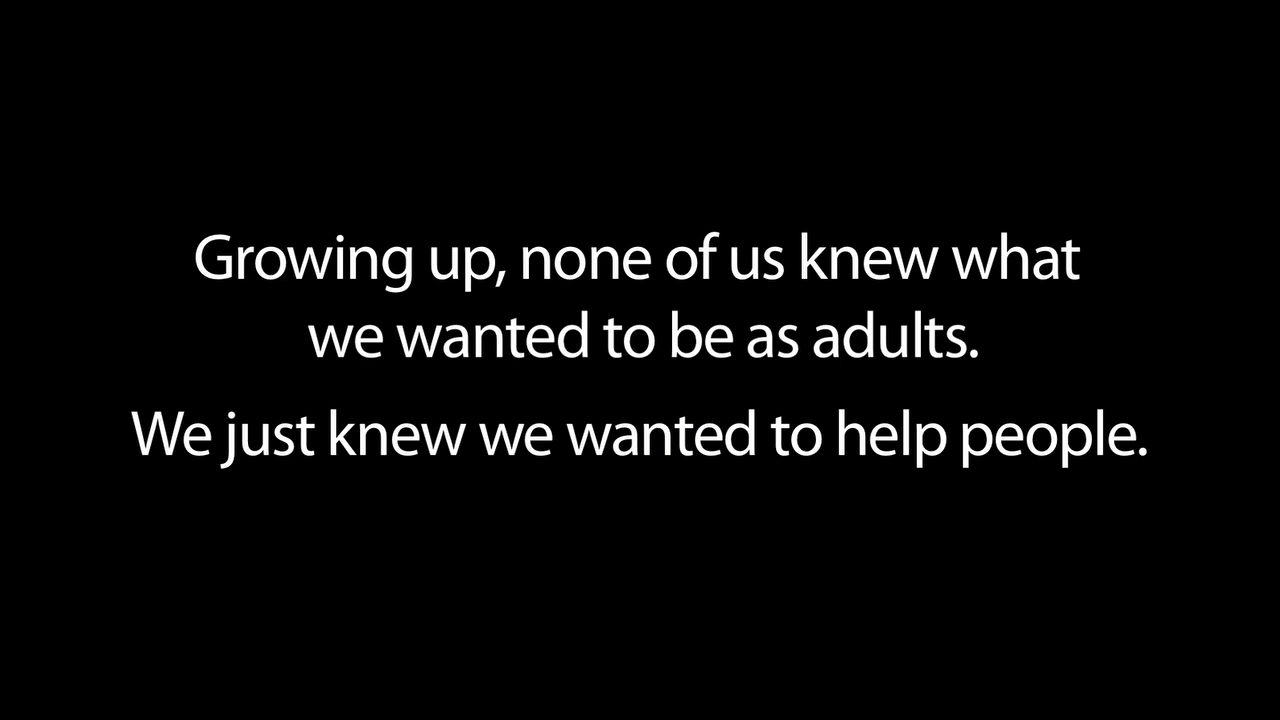 Growing up, none of us knew what
we wanted to be as adults.
We just knew we wanted to help people.